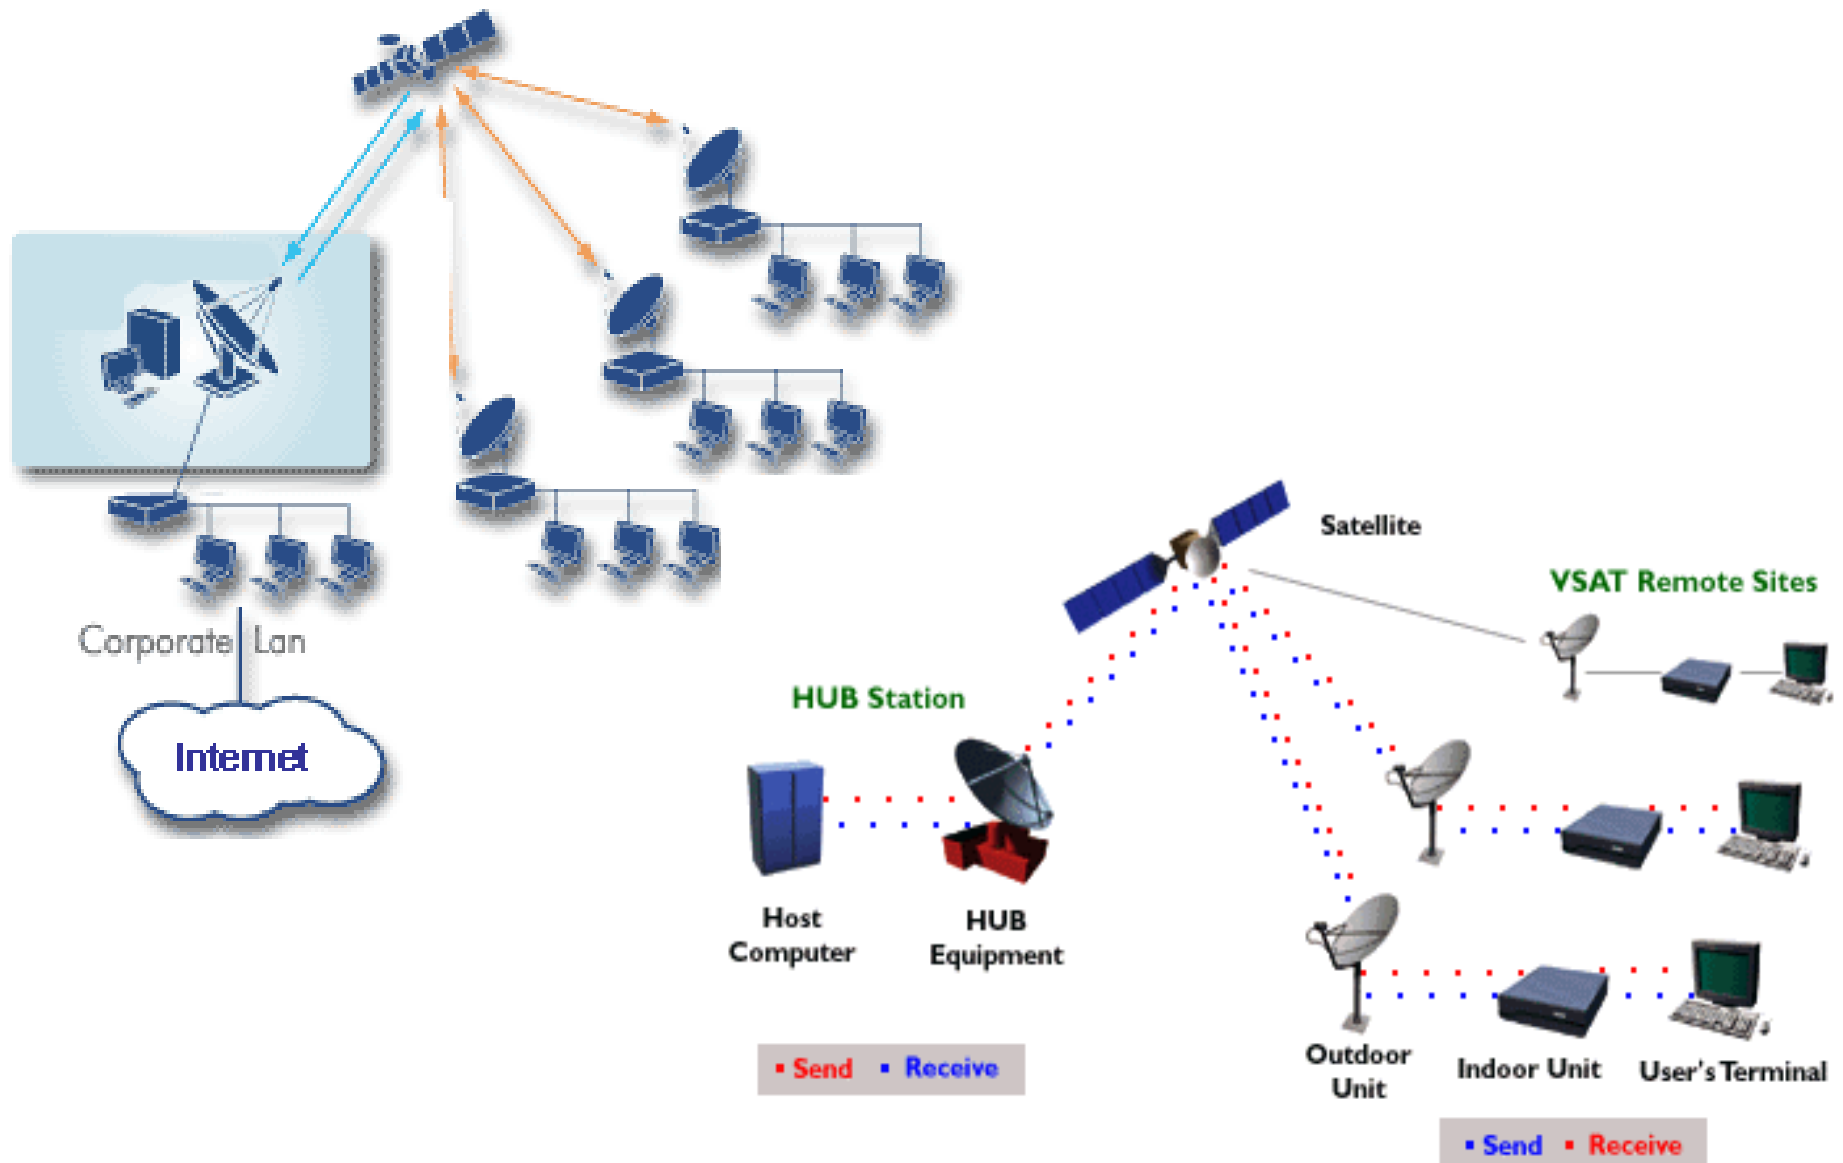 Corporate Lan
Internet
Satellite
VSAT Remote Sites
HUB Station
Host
Computer
HUB
Equipment
Outdoor
Unit
Indoor Unit
User's Terminal
Send Receive
Send Receive